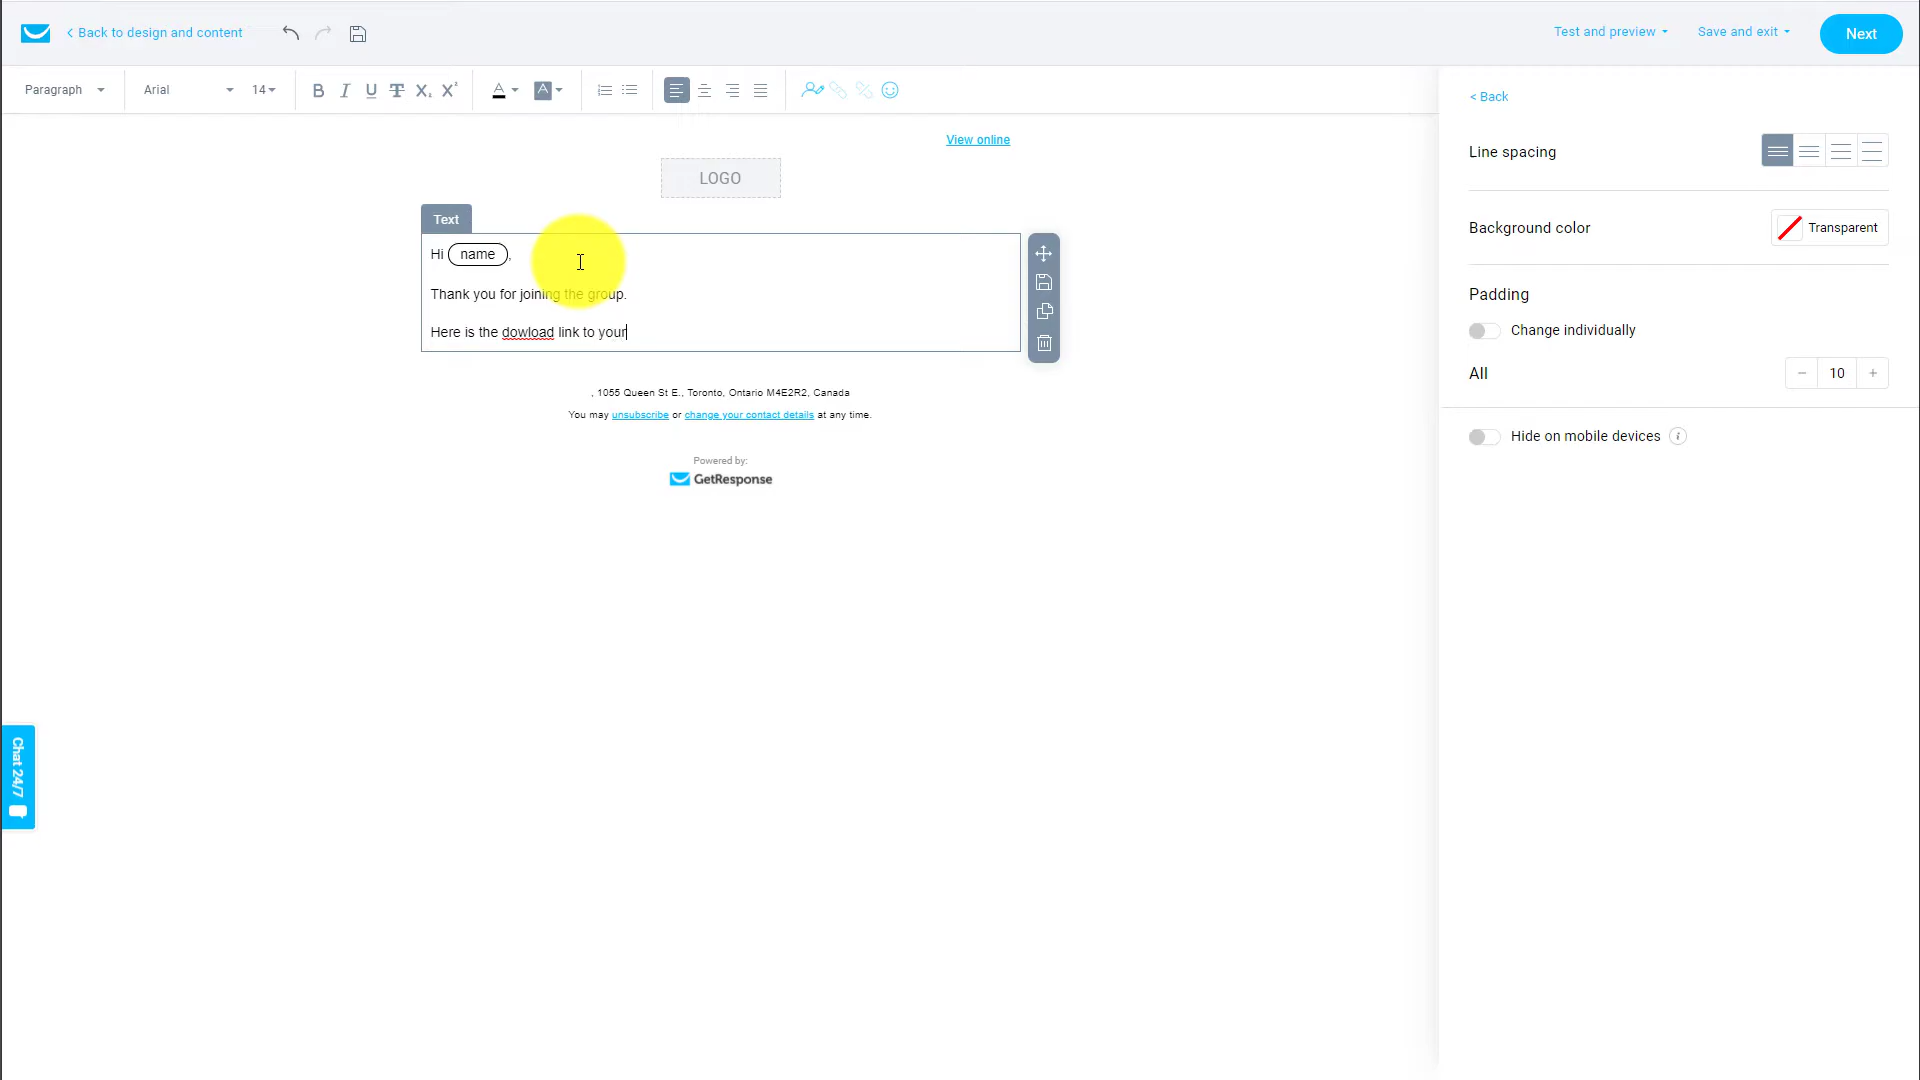 < Back to design and content
Test and preview
Save and exit
Next
Paragraph
Arial
14
B I U T X, X²
A
A
< Back
View online
LOGO
Line spacing
Text
Hi name,
Thank you for joining the group.
Here is the dowload link to your
Background color
Transparent
Padding
Change individually
All
10
, 1055 Queen St E., Toronto, Ontario M4E2R2, Canada
You may unsubscribe or change your contact details at any time.
Hide on mobile devices
i
Powered by:
GetResponse
Chat 24/7